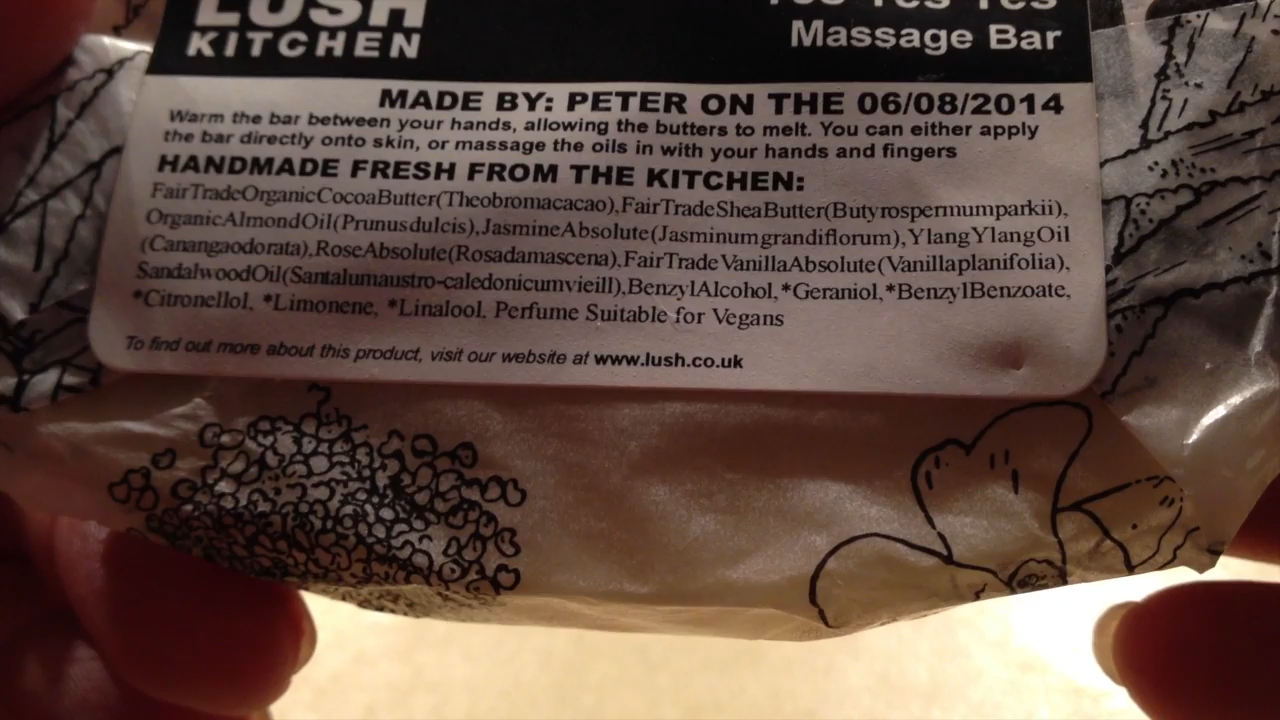 LUSH
KITCHEN
Yes Yes Yes
Massage Bar
MADE BY: PETER ON THE 06/08/2014
Warm the bar between your hands, allowing the butters to melt. You can either apply
the bar directly onto skin, or massage the oils in with your hands and fingers
HANDMADE FRESH FROM THE KITCHEN:
FairTradeOrganicCocoaButter(Theobromacacao),FairTradeSheaButter(Butyrospermumparkii),
OrganicAlmondOil(Prunusdulcis),JasmineAbsolute(Jasminumgrandiflorum),YlangYlangOil
(Canangaodorata),RoseAbsolute(Rosadamascena),FairTradeVanillaAbsolute(Vanillaplanifolia),
SandalwoodOil(Santalumaustro-caledonicumvieill),BenzylAlcohol,*Geraniol,*BenzylBenzoate,
*Citronellol, *Limonene, *Linalool. Perfume Suitable for Vegans
To find out more about this product, visit our website at www.lush.co.uk